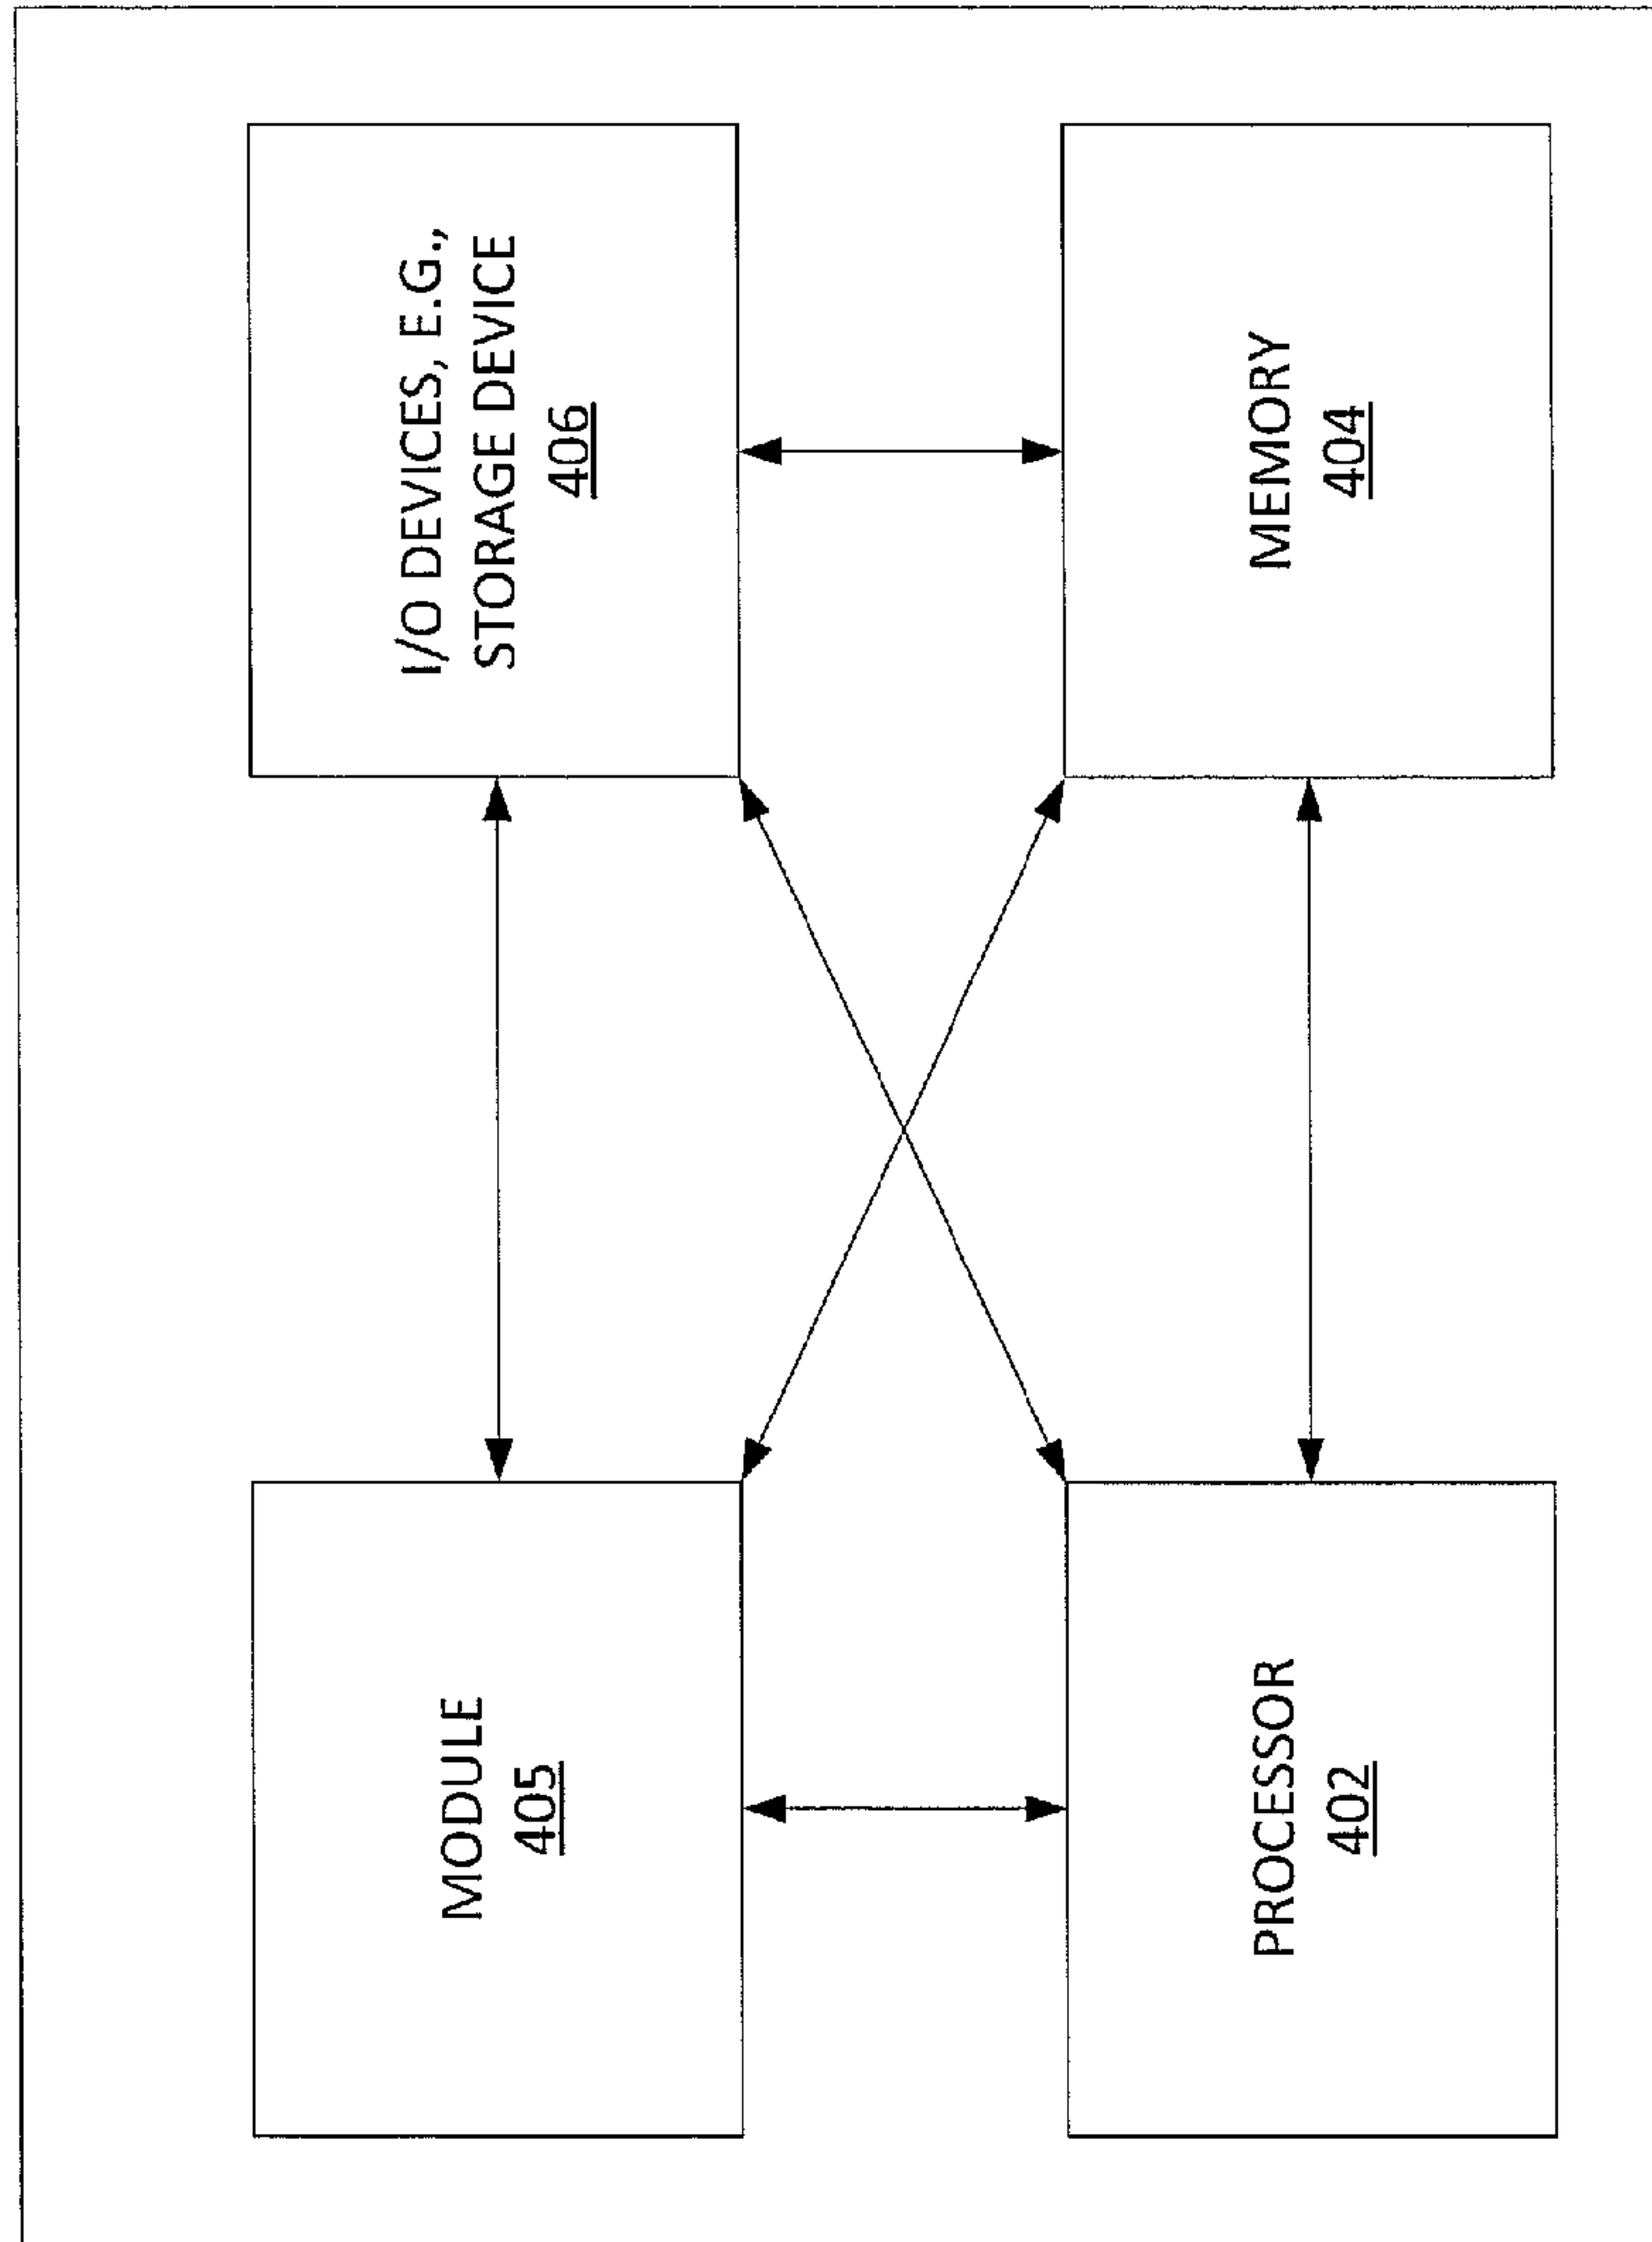 MODULE
405
I/O DEVICES, E.G.,
STORAGE DEVICE
406
PROCESSOR
402
MEMORY
404